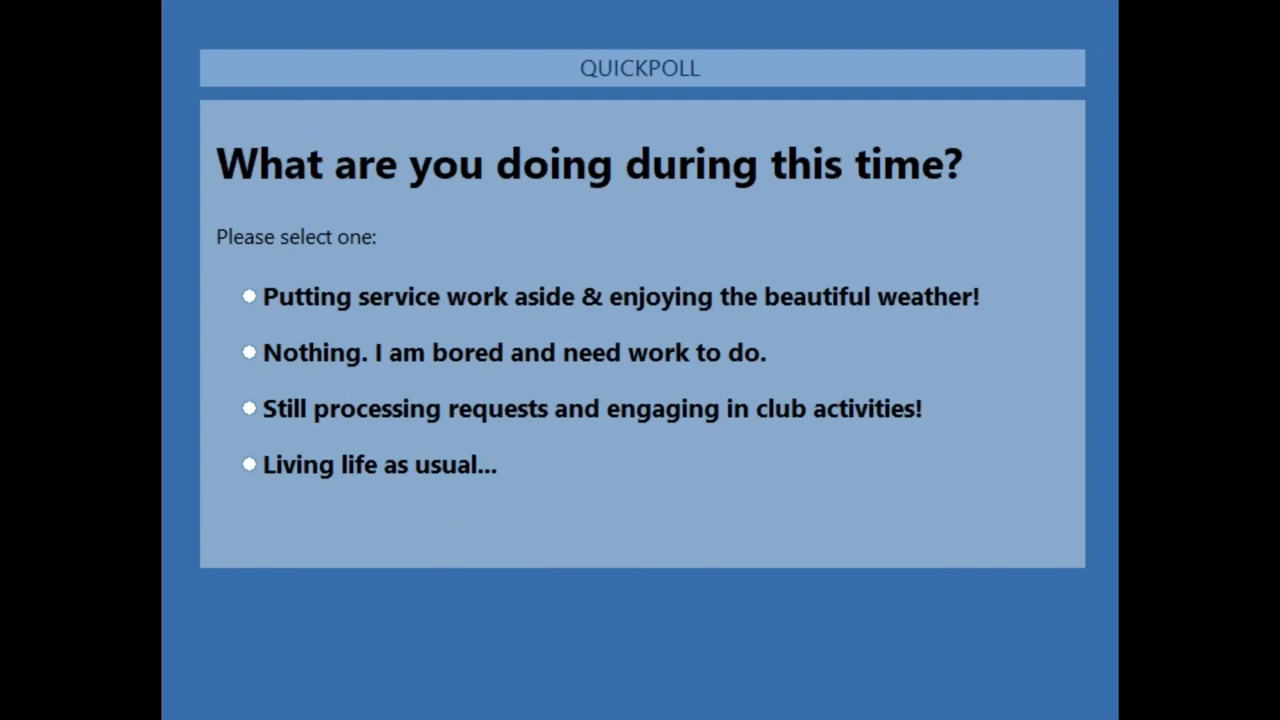 QUICKPOLL
What are you doing during this time?
Please select one:
Putting service work aside & enjoying the beautiful weather!
Nothing. I am bored and need work to do.
Still processing requests and engaging in club activities!
Living life as usual...